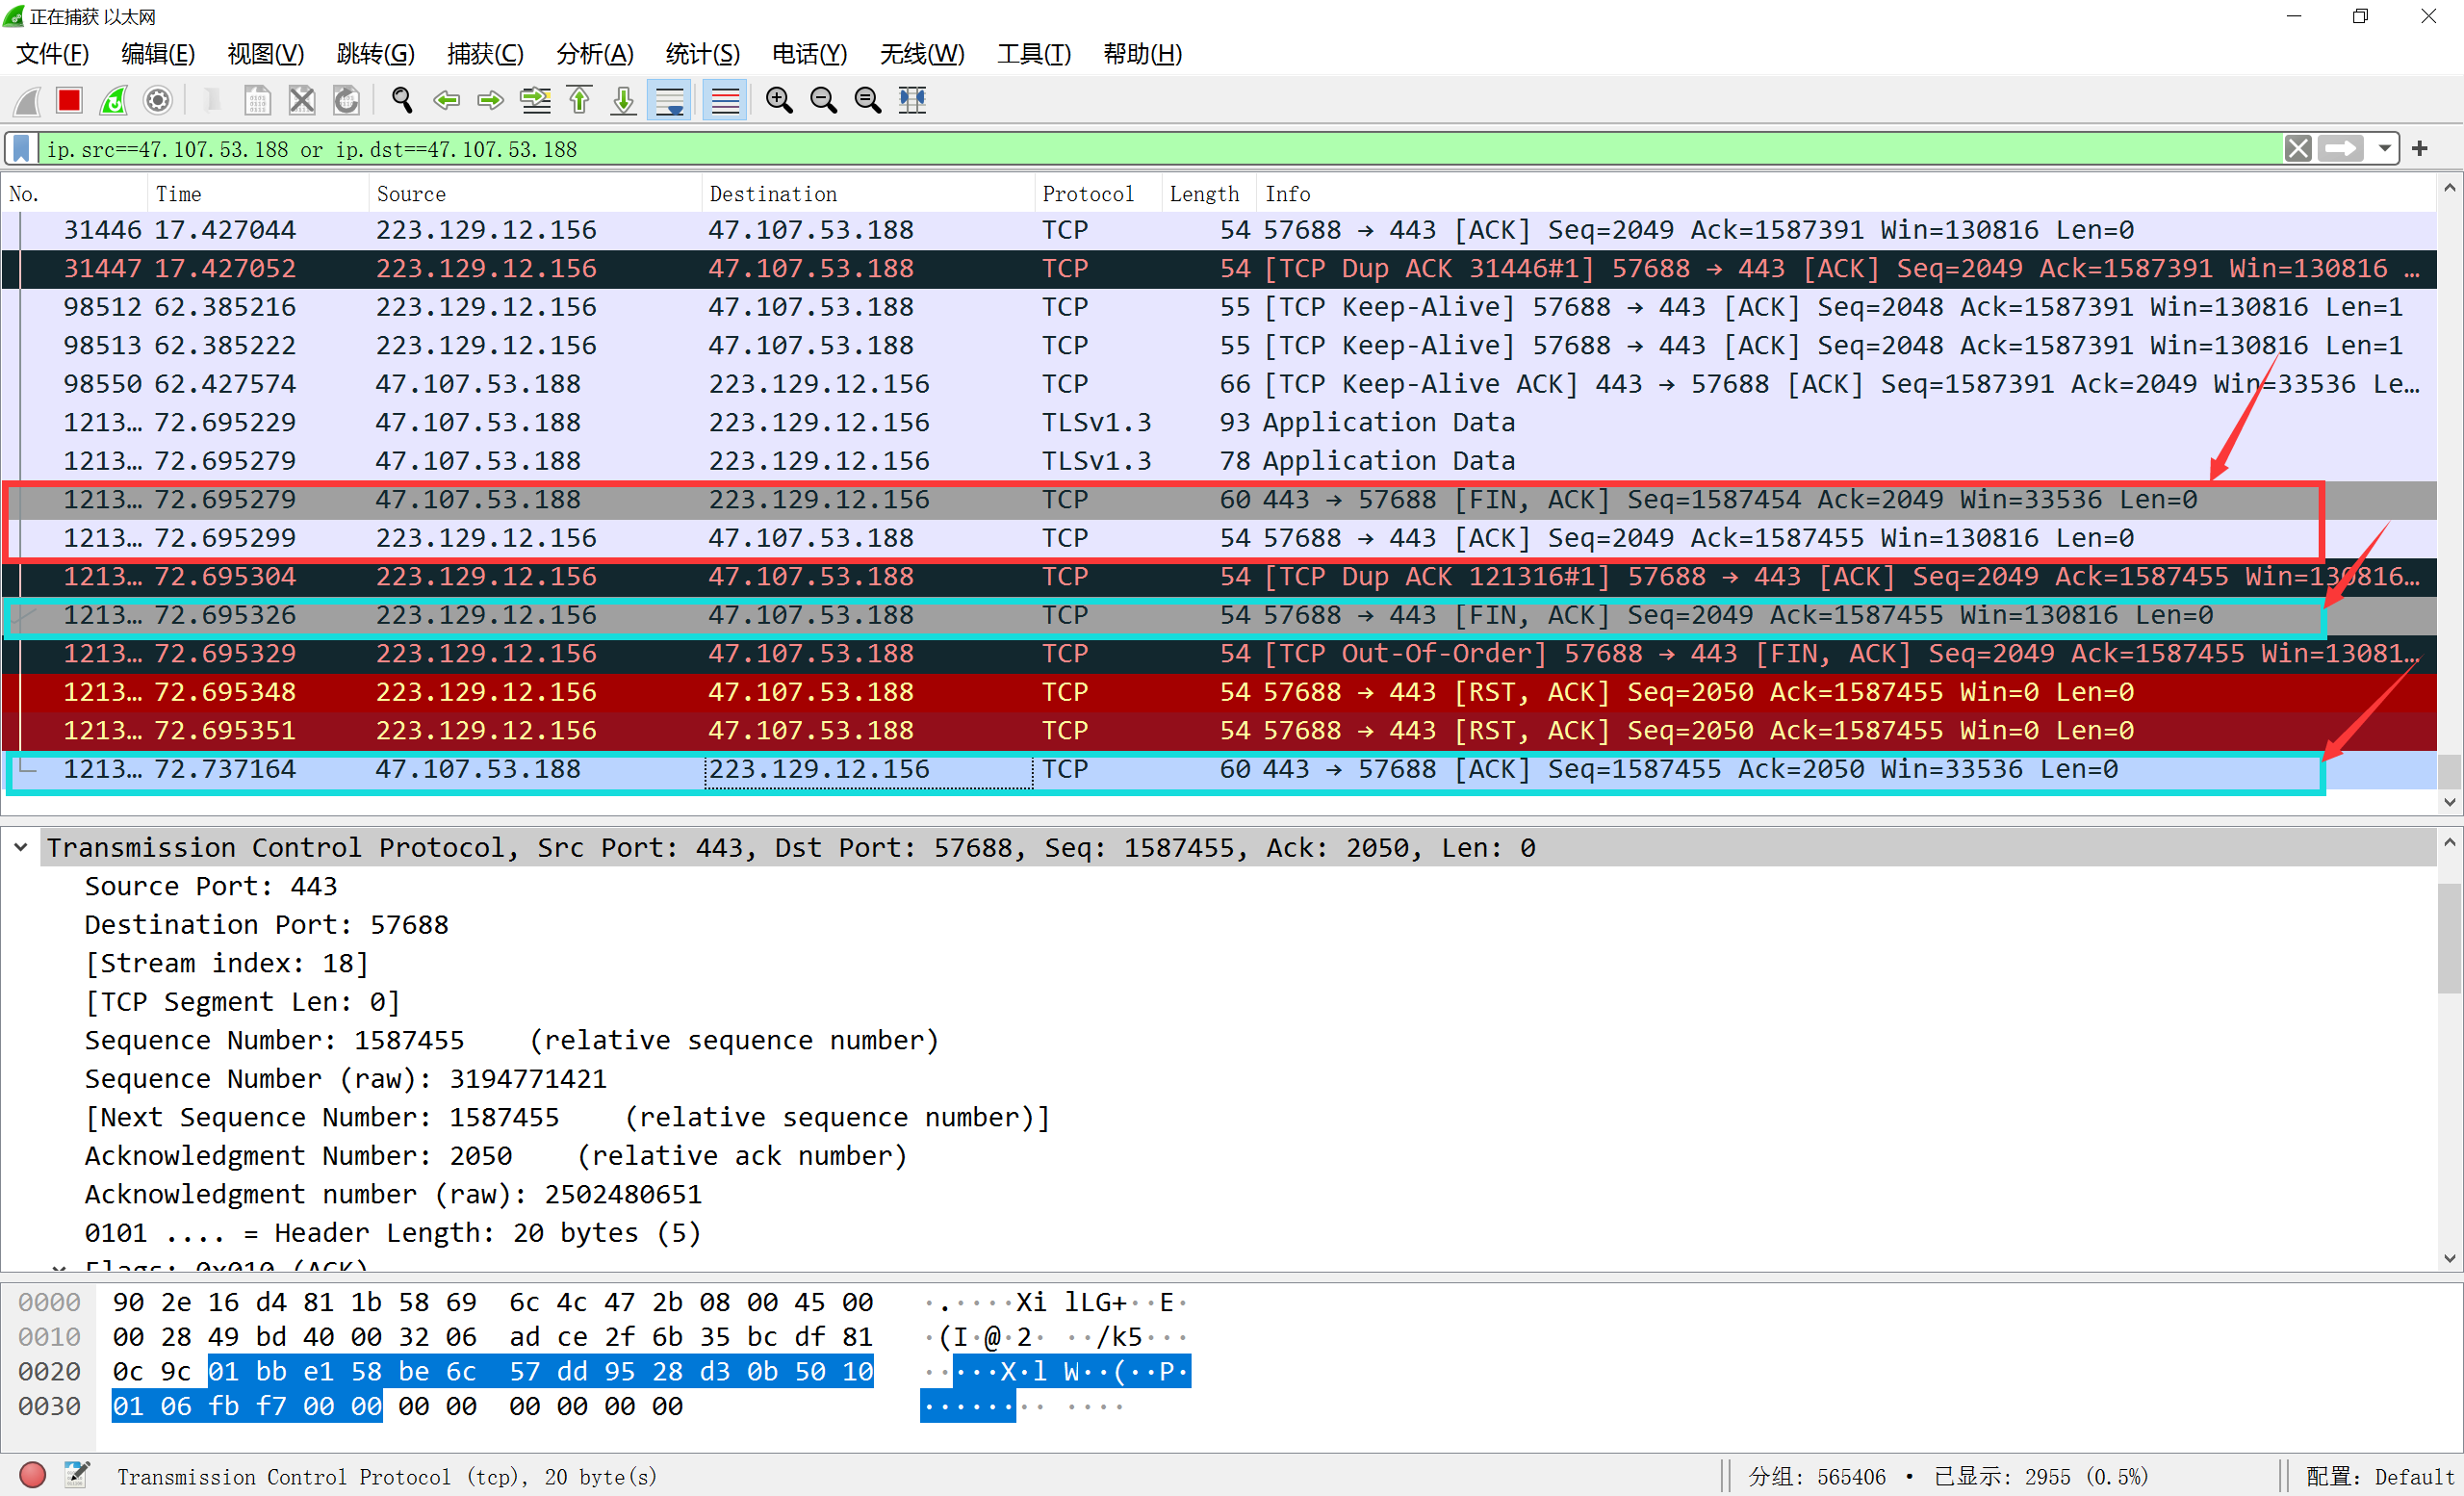 正在捕获 以太网
文件(F) 编辑(E) 视图(V) 跳转(G) 捕获(C) 分析(A) 统计(S) 电话(Y) 无线(W) 工具(T) 帮助(H)
ip.src==47.107.53.188 or ip.dst==47.107.53.188
No. Time Source Destination Protocol Length Info
31446 17.427044 223.129.12.156 47.107.53.188 TCP 54 57688 → 443 [ACK] Seq=2049 Ack=1587391 Win=130816 Len=0
31447 17.427052 223.129.12.156 47.107.53.188 TCP 54 [TCP Dup ACK 31446#1] 57688 → 443 [ACK] Seq=2049 Ack=1587391 Win=130816 …
98512 62.385216 223.129.12.156 47.107.53.188 TCP 55 [TCP Keep-Alive] 57688 → 443 [ACK] Seq=2048 Ack=1587391 Win=130816 Len=1
98513 62.385222 223.129.12.156 47.107.53.188 TCP 55 [TCP Keep-Alive] 57688 → 443 [ACK] Seq=2048 Ack=1587391 Win=130816 Len=1
98550 62.427574 47.107.53.188 223.129.12.156 TCP 66 [TCP Keep-Alive ACK] 443 → 57688 [ACK] Seq=1587391 Ack=2049 Win=33536 Le…
1213… 72.695229 47.107.53.188 223.129.12.156 TLSv1.3 93 Application Data
1213… 72.695279 47.107.53.188 223.129.12.156 TLSv1.3 78 Application Data
1213… 72.695279 47.107.53.188 223.129.12.156 TCP 60 443 → 57688 [FIN, ACK] Seq=1587454 Ack=2049 Win=33536 Len=0
1213… 72.695299 223.129.12.156 47.107.53.188 TCP 54 57688 → 443 [ACK] Seq=2049 Ack=1587455 Win=130816 Len=0
1213… 72.695304 223.129.12.156 47.107.53.188 TCP 54 [TCP Dup ACK 121316#1] 57688 → 443 [ACK] Seq=2049 Ack=1587455 Win=130816…
1213… 72.695326 223.129.12.156 47.107.53.188 TCP 54 57688 → 443 [FIN, ACK] Seq=2049 Ack=1587455 Win=130816 Len=0
1213… 72.695329 223.129.12.156 47.107.53.188 TCP 54 [TCP Out-Of-Order] 57688 → 443 [FIN, ACK] Seq=2049 Ack=1587455 Win=13081…
1213… 72.695348 223.129.12.156 47.107.53.188 TCP 54 57688 → 443 [RST, ACK] Seq=2050 Ack=1587455 Win=0 Len=0
1213… 72.695351 223.129.12.156 47.107.53.188 TCP 54 57688 → 443 [RST, ACK] Seq=2050 Ack=1587455 Win=0 Len=0
1213… 72.737164 47.107.53.188 223.129.12.156 TCP 60 443 → 57688 [ACK] Seq=1587455 Ack=2050 Win=33536 Len=0
Transmission Control Protocol, Src Port: 443, Dst Port: 57688, Seq: 1587455, Ack: 2050, Len: 0
Source Port: 443
Destination Port: 57688
[Stream index: 18]
[TCP Segment Len: 0]
Sequence Number: 1587455 (relative sequence number)
Sequence Number (raw): 3194771421
[Next Sequence Number: 1587455 (relative sequence number)]
Acknowledgment Number: 2050 (relative ack number)
Acknowledgment number (raw): 2502480651
0101 .... = Header Length: 20 bytes (5)
Flags: 0x010 (ACK)
0000 90 2e 16 d4 81 1b 58 69 6c 4c 47 2b 08 00 45 00 ·.····Xi lLG+··E·
0010 00 28 49 bd 40 00 32 06 ad ce 2f 6b 35 bc df 81 ·(I·@·2· ··/k5···
0020 0c 9c 01 bb e1 58 be 6c 57 dd 95 28 d3 0b 50 10 ·····X·l W··(··P·
0030 01 06 fb f7 00 00 00 00 00 00 00 00 ········ ····
Transmission Control Protocol (tcp), 20 byte(s) 分组: 565406 · 已显示: 2955 (0.5%) 配置: Default